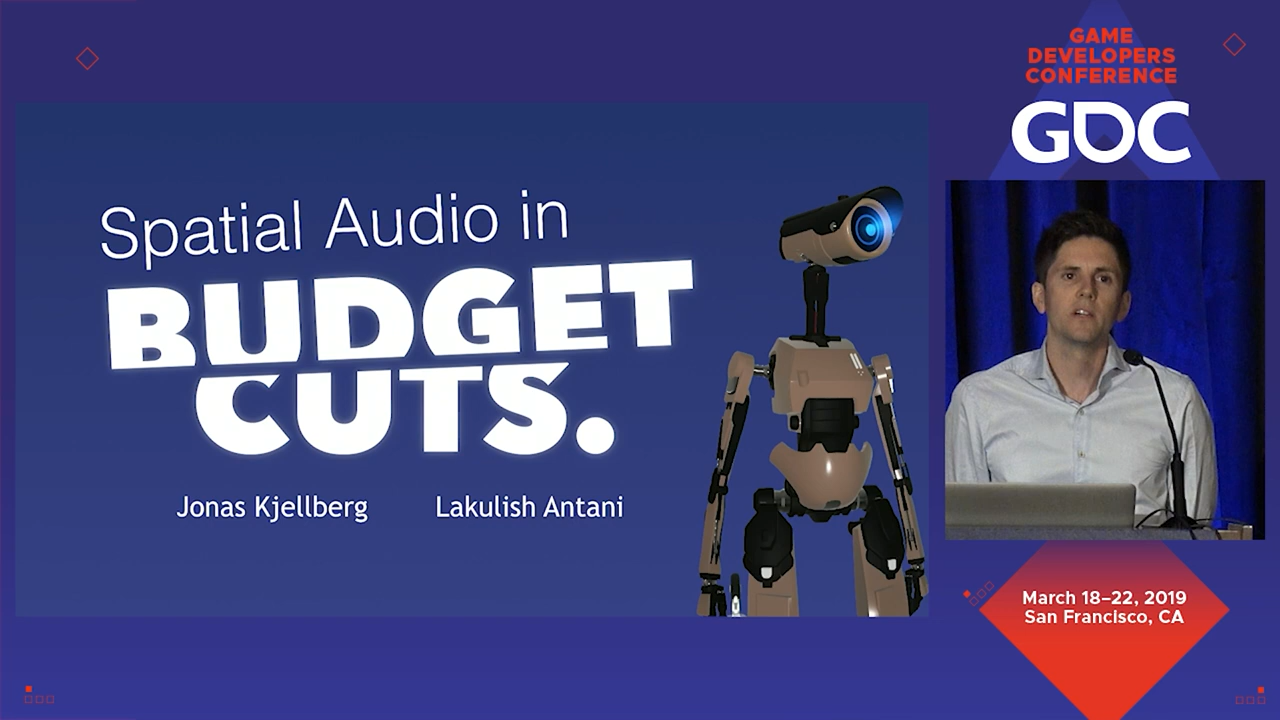 GAME
DEVELOPERS
CONFERENCE
GDC
Spatial Audio in
BUDGET
CUTS.
Jonas Kjellberg
Lakulish Antani
March 18–22, 2019
San Francisco, CA